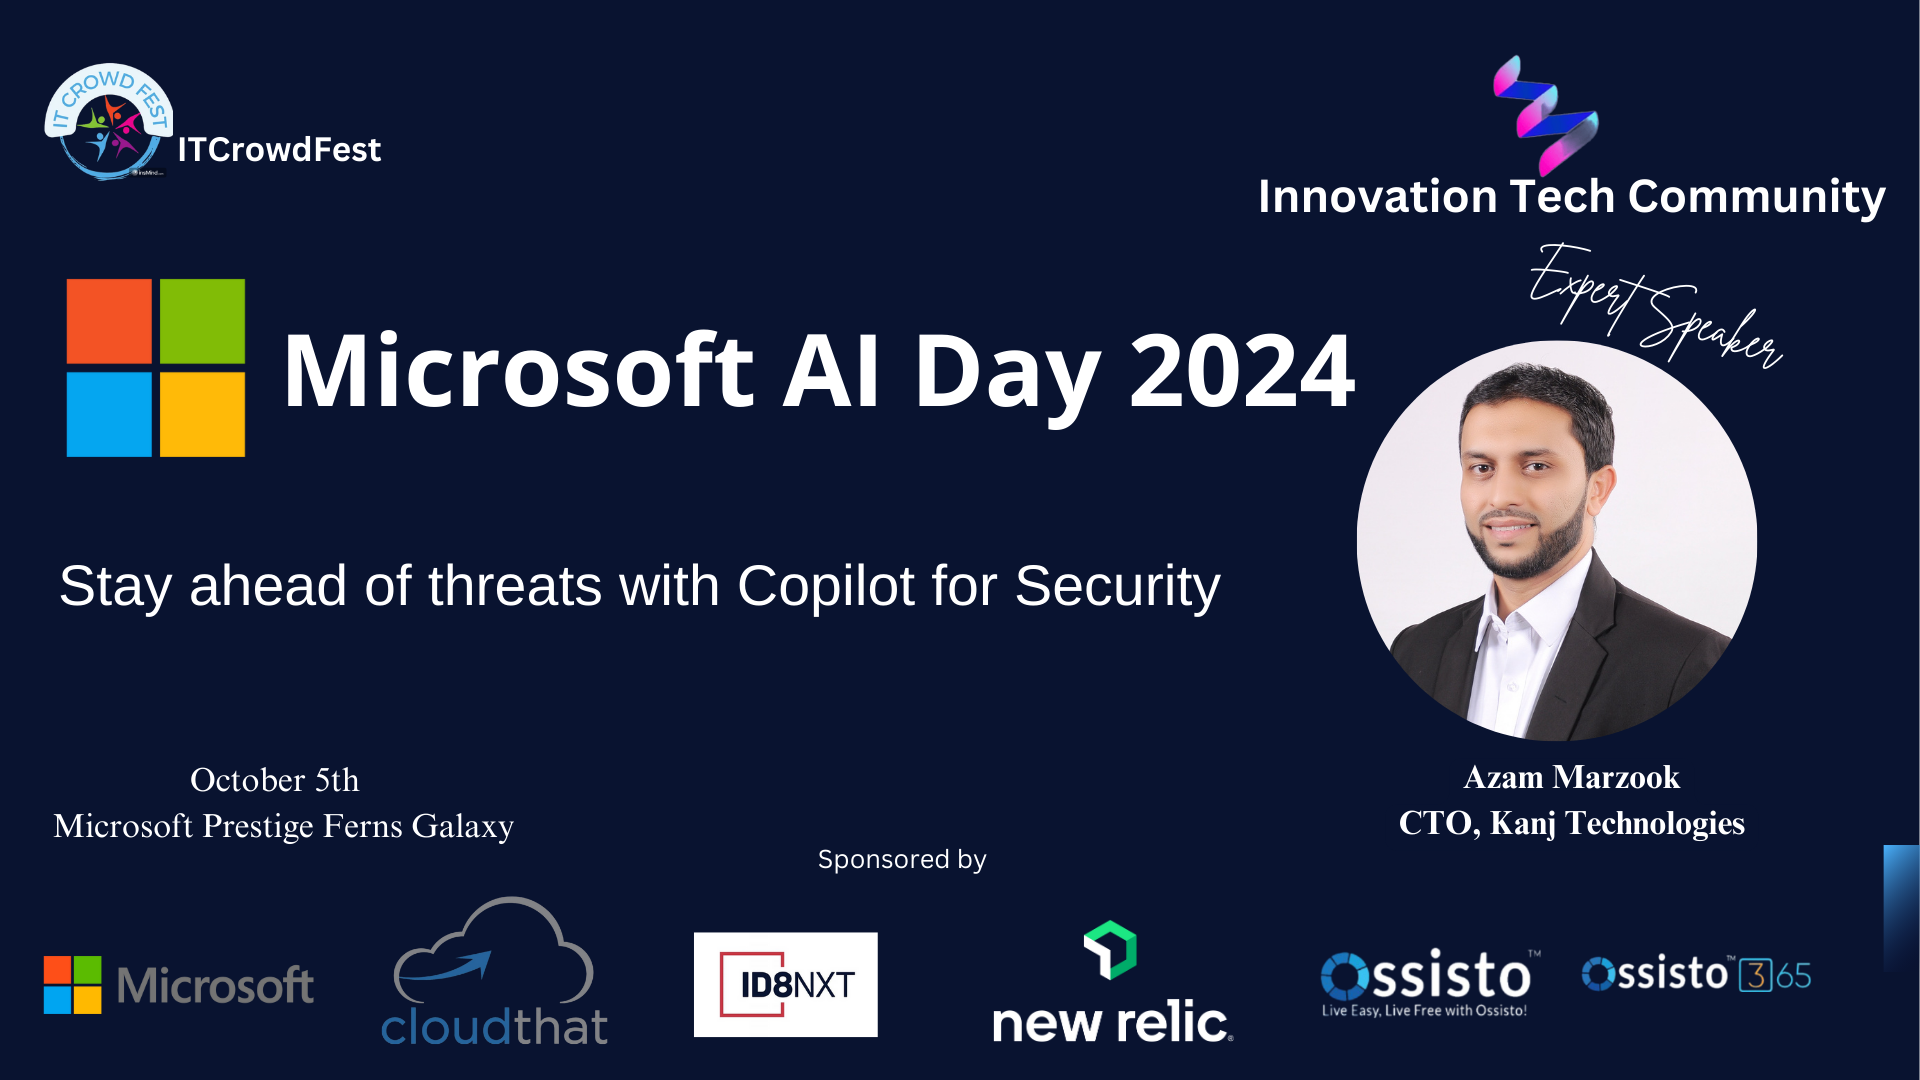 IT CROWD FEST
ITCrowdFest
Innovation Tech Community
Expert Speaker
Microsoft AI Day 2024
Stay ahead of threats with Copilot for Security
October 5th
Microsoft Prestige Ferns Galaxy
Azam Marzook
CTO, Kanj Technologies
Sponsored by
Microsoft
cloudthat
ID8NXT
new relic®
Ossisto™
Live Easy, Live Free with Ossisto!
Ossisto™ 365